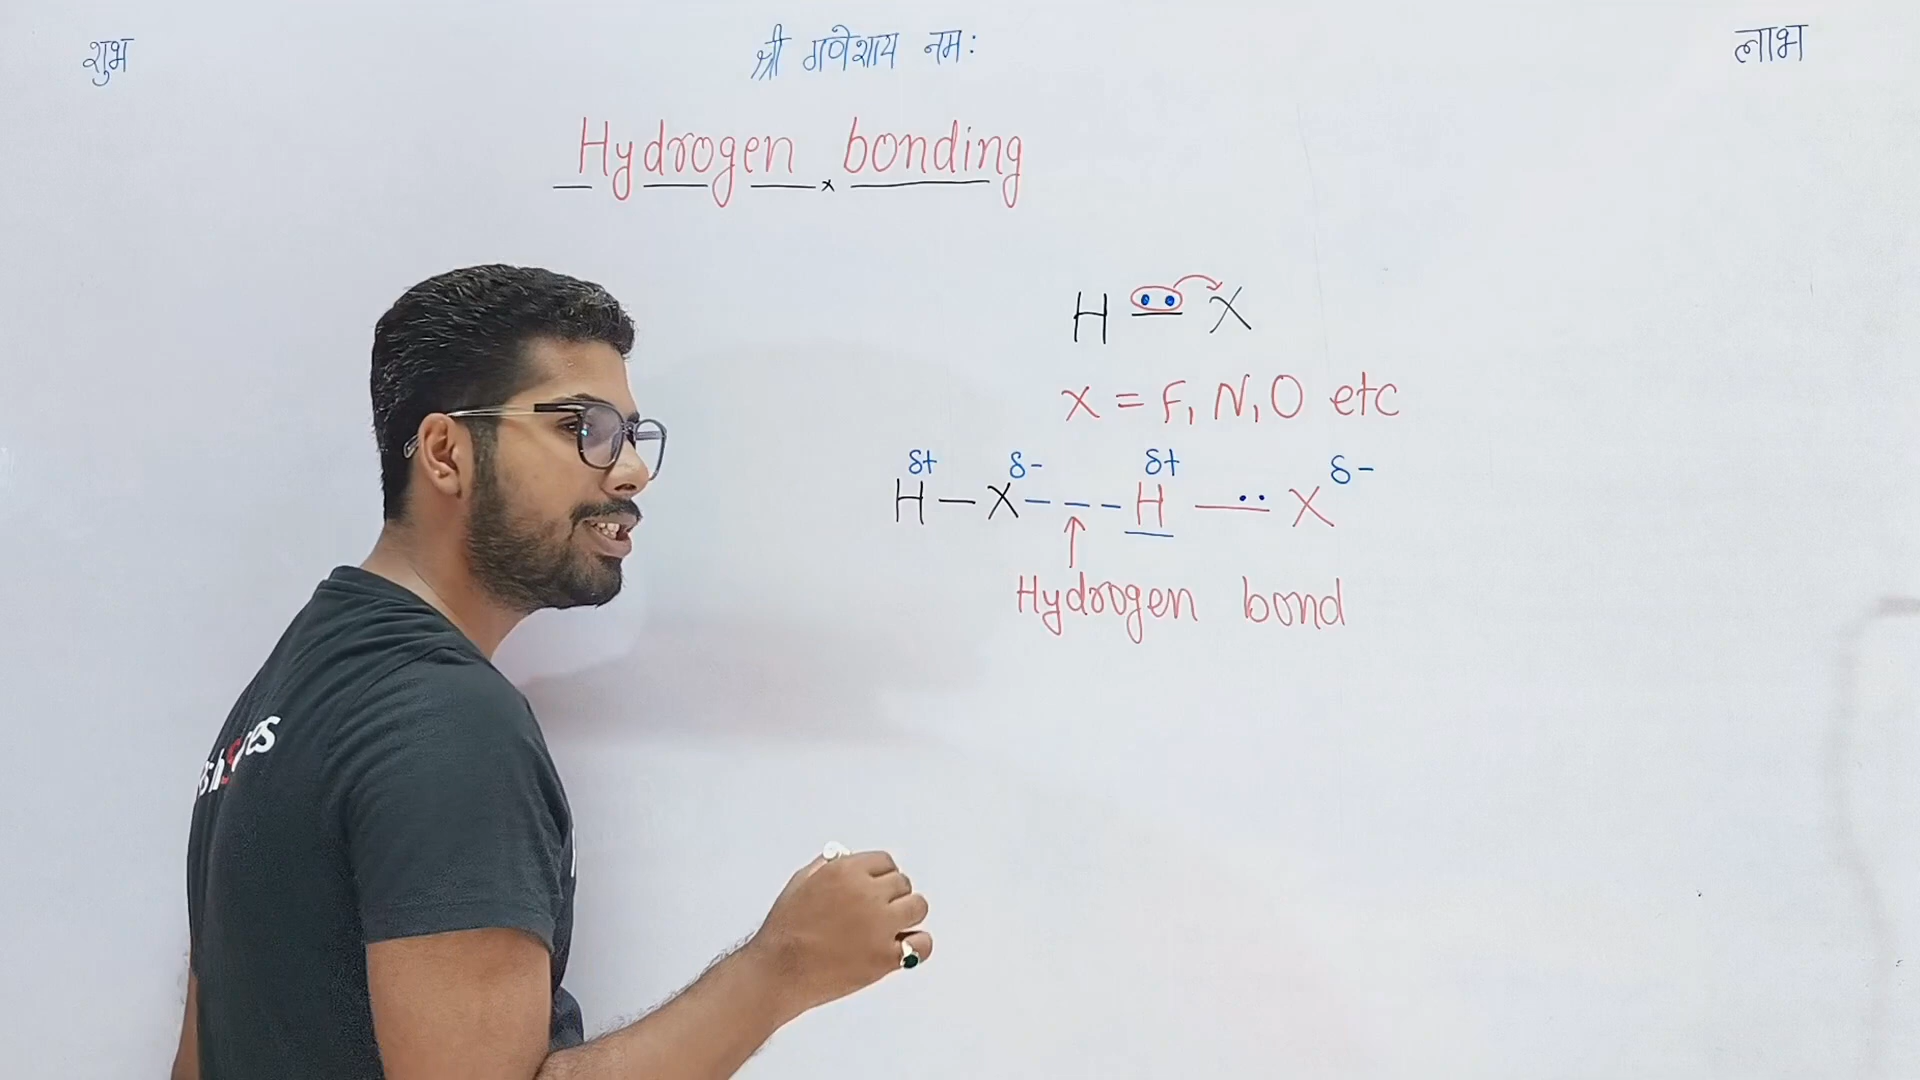 शुभ श्री गणेशाय नमः लाभ
Hydrogen bonding
H •• X
X = F, N, O etc
δ+ δ- δ+ δ-
H — X - - - H — •• X
↑
Hydrogen bond